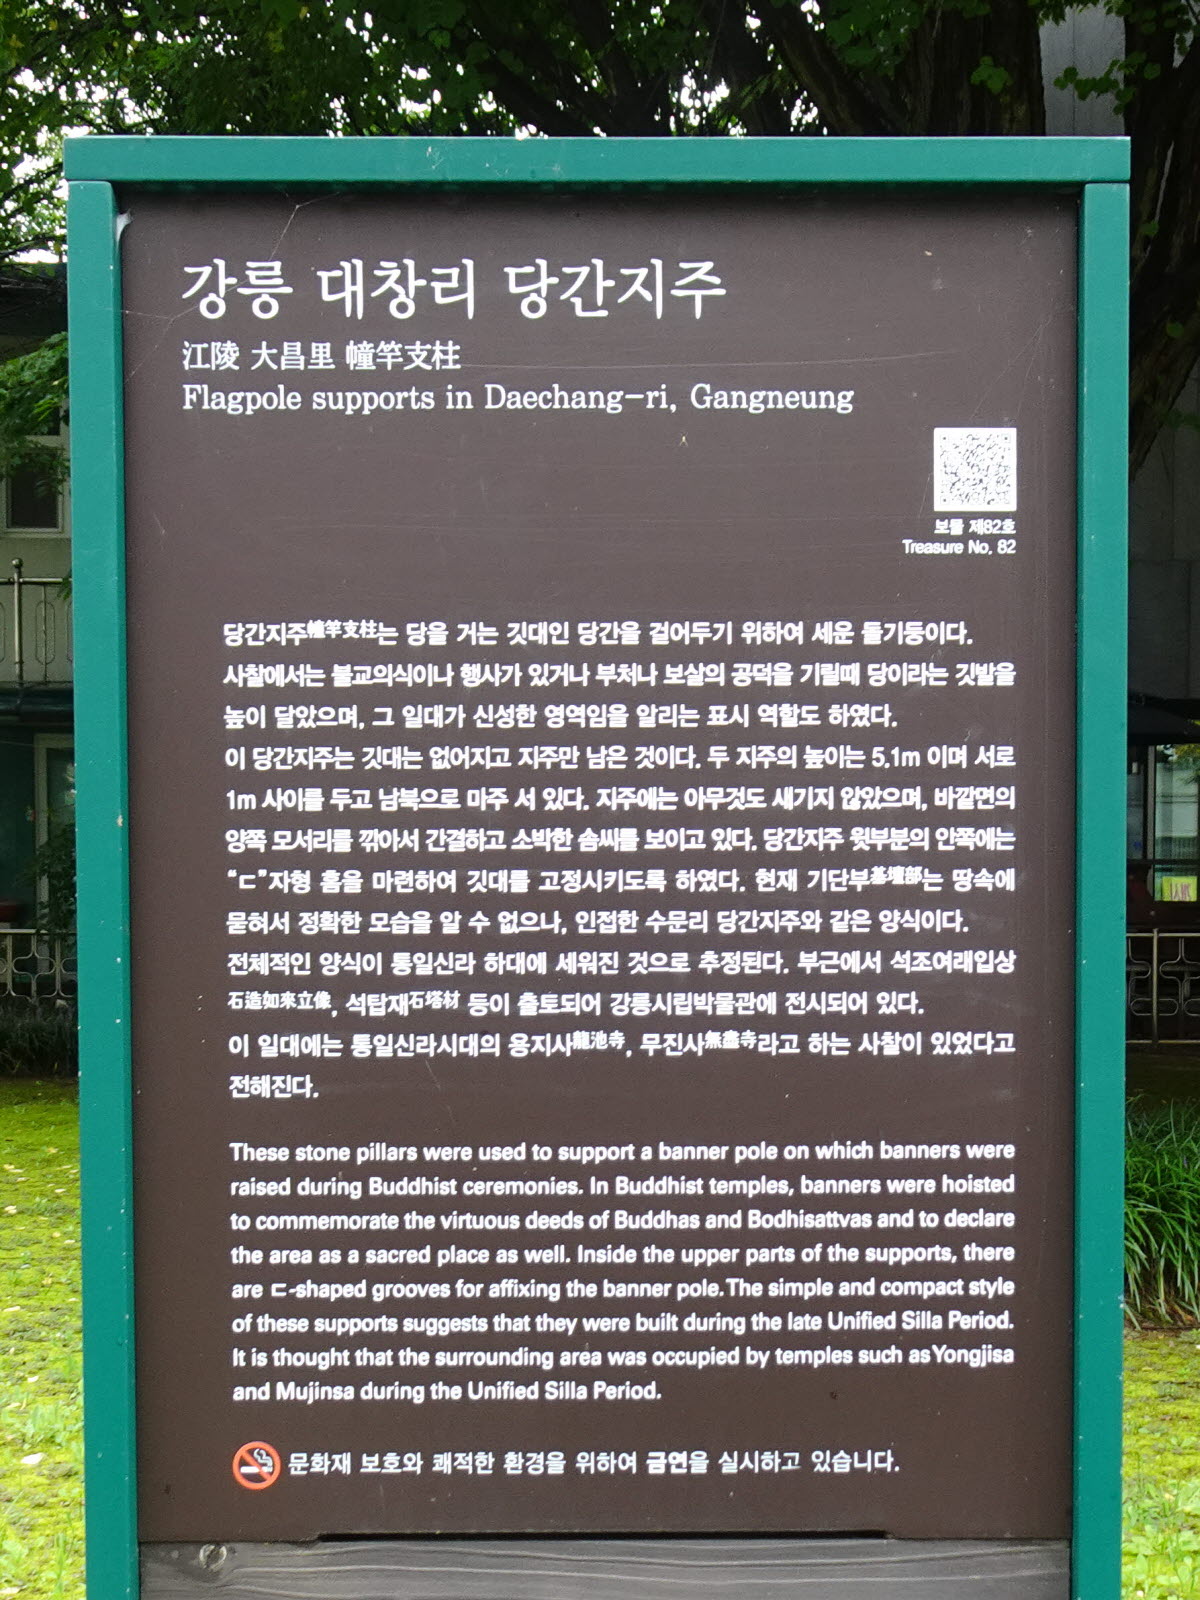 강릉 대창리 당간지주
江陵 大昌里 幢竿支柱
Flagpole supports in Daechang-ri, Gangneung
보물 제82호
Treasure No. 82
당간지주幢竿支柱는 당을 거는 깃대인 당간을 걸어두기 위하여 세운 돌기둥이다.
사찰에서는 불교의식이나 행사가 있거나 부처나 보살의 공덕을 기릴때 당이라는 깃발을
높이 달았으며, 그 일대가 신성한 영역임을 알리는 표시 역할도 하였다.
이 당간지주는 깃대는 없어지고 지주만 남은 것이다. 두 지주의 높이는 5.1m 이며 서로
1m 사이를 두고 남북으로 마주 서 있다. 지주에는 아무것도 새기지 않았으며, 바깥면의
양쪽 모서리를 깎아서 간결하고 소박한 솜씨를 보이고 있다. 당간지주 윗부분의 안쪽에는
“ㄷ”자형 홈을 마련하여 깃대를 고정시키도록 하였다. 현재 기단부基壇部는 땅속에
묻혀서 정확한 모습을 알 수 없으나, 인접한 수문리 당간지주와 같은 양식이다.
전체적인 양식이 통일신라 하대에 세워진 것으로 추정된다. 부근에서 석조여래입상
石造如來立像, 석탑재石塔材 등이 출토되어 강릉시립박물관에 전시되어 있다.
이 일대에는 통일신라시대의 용지사龍池寺, 무진사無盡寺라고 하는 사찰이 있었다고
전해진다.
These stone pillars were used to support a banner pole on which banners were
raised during Buddhist ceremonies. In Buddhist temples, banners were hoisted
to commemorate the virtuous deeds of Buddhas and Bodhisattvas and to declare
the area as a sacred place as well. Inside the upper parts of the supports, there
are ㄷ-shaped grooves for affixing the banner pole. The simple and compact style
of these supports suggests that they were built during the late Unified Silla Period.
It is thought that the surrounding area was occupied by temples such as Yongjisa
and Mujinsa during the Unified Silla Period.
문화재 보호와 쾌적한 환경을 위하여 금연을 실시하고 있습니다.